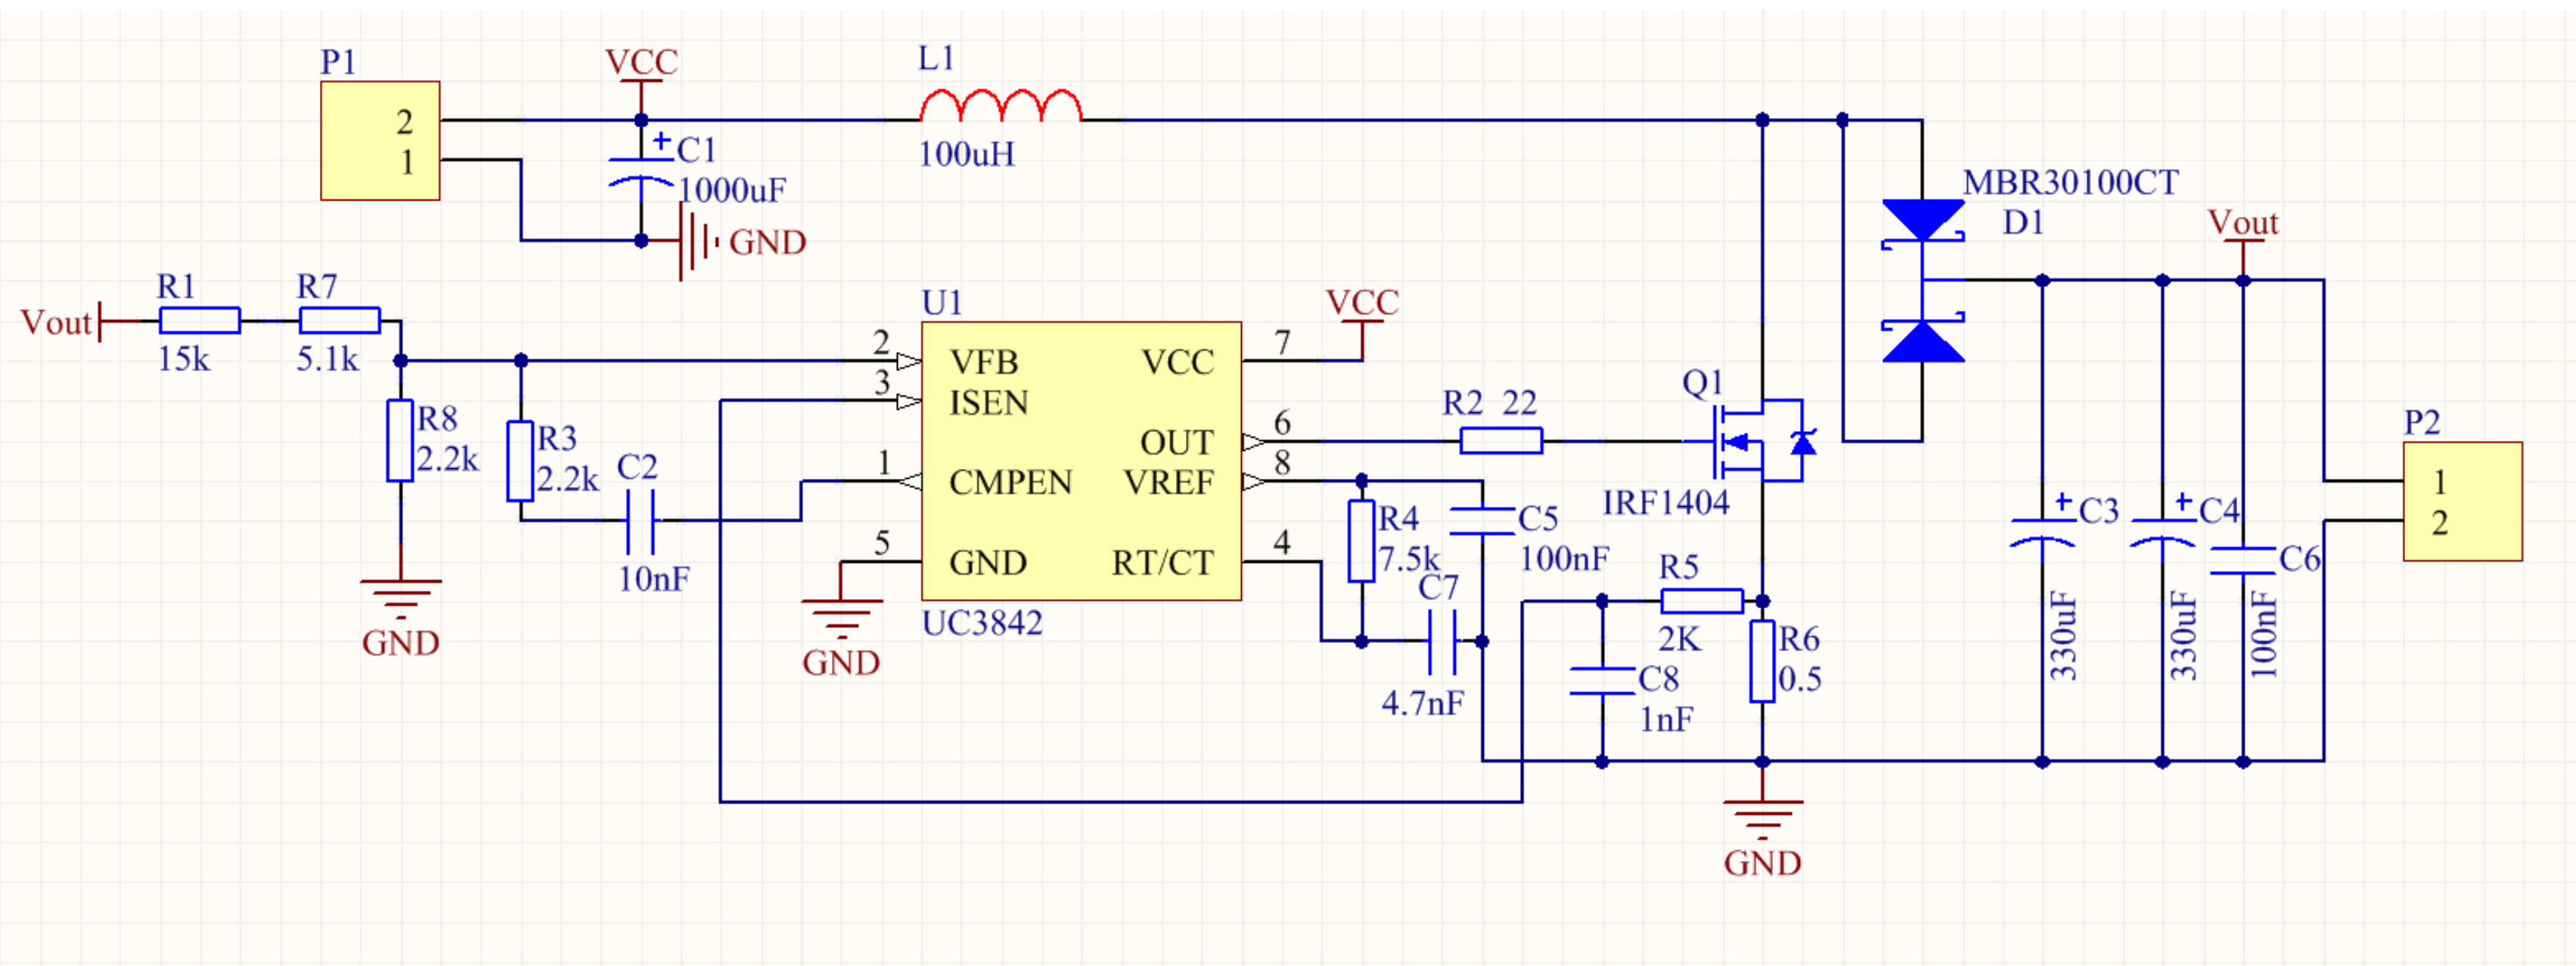 P1
2
1
VCC
+
C1
1000uF
GND
L1
100uH
MBR30100CT
D1
Vout
Vout
R1
15k
R7
5.1k
R8
2.2k
GND
R3
2.2k
C2
10nF
U1
2
VFB
3
ISEN
1
CMPEN
5
GND
VCC
7
OUT
6
VREF
8
RT/CT
4
UC3842
GND
VCC
R2 22
Q1
IRF1404
R4
7.5k
C5
100nF
C7
4.7nF
R5
2K
C8
1nF
R6
0.5
GND
+
C3
330uF
+
C4
330uF
C6
100nF
P2
1
2